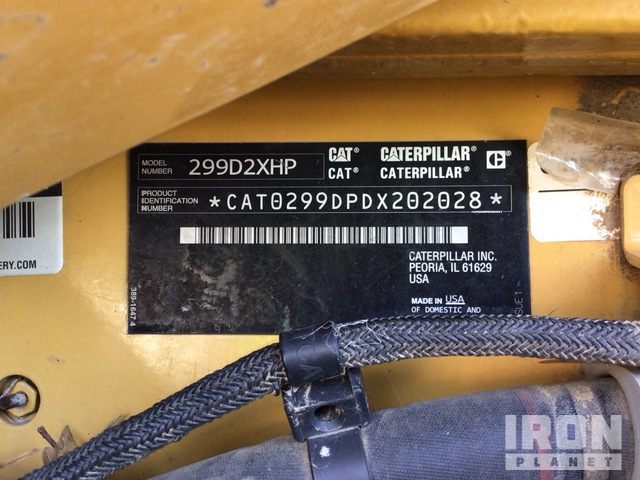 MODEL NUMBER 299D2XHP CAT CATERPILLAR C
CAT® CATERPILLAR®
PRODUCT IDENTIFICATION NUMBER *CAT0299DPDX202028*
CATERPILLAR INC.
PEORIA, IL 61629
USA
MADE IN USA
OF DOMESTIC AND
389-1647 4
ERY.COM
IRON
PLANET